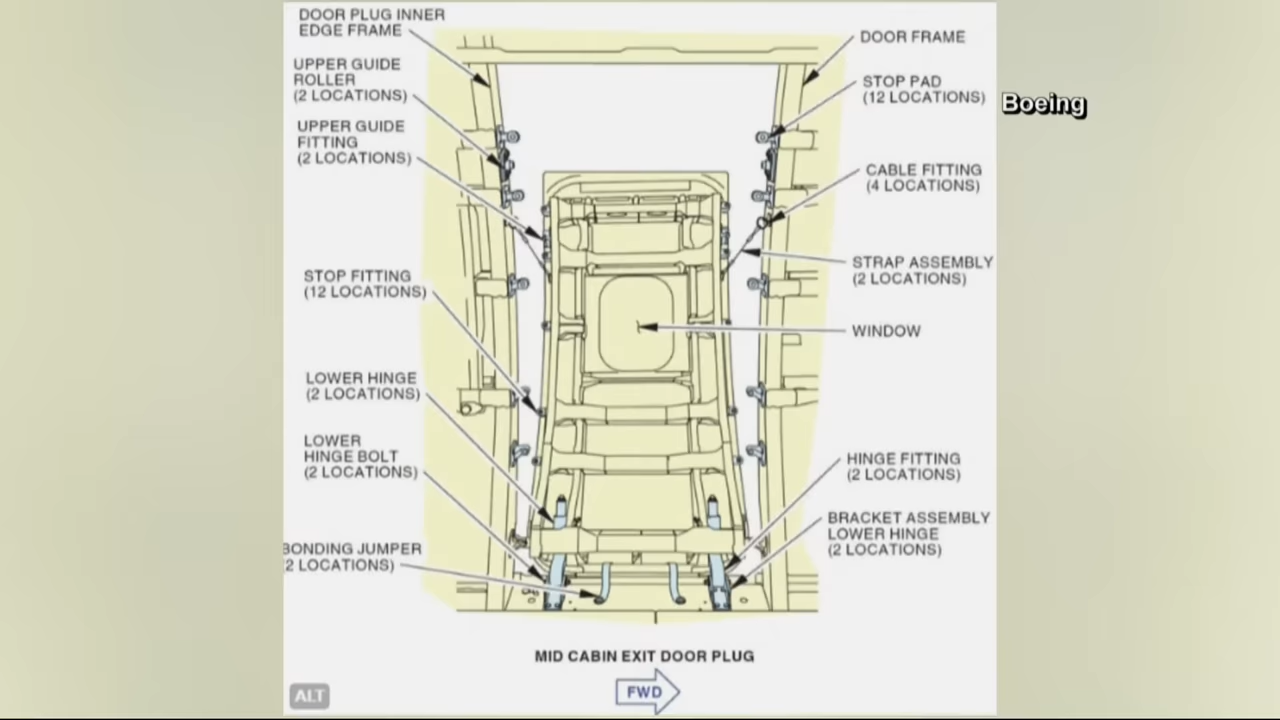 DOOR PLUG INNER
EDGE FRAME
UPPER GUIDE
ROLLER
(2 LOCATIONS)
UPPER GUIDE
FITTING
(2 LOCATIONS)
STOP FITTING
(12 LOCATIONS)
LOWER HINGE
(2 LOCATIONS)
LOWER
HINGE BOLT
(2 LOCATIONS)
BONDING JUMPER
(2 LOCATIONS)
DOOR FRAME
STOP PAD
(12 LOCATIONS)
Boeing
CABLE FITTING
(4 LOCATIONS)
STRAP ASSEMBLY
(2 LOCATIONS)
WINDOW
HINGE FITTING
(2 LOCATIONS)
BRACKET ASSEMBLY
LOWER HINGE
(2 LOCATIONS)
MID CABIN EXIT DOOR PLUG
FWD
ALT